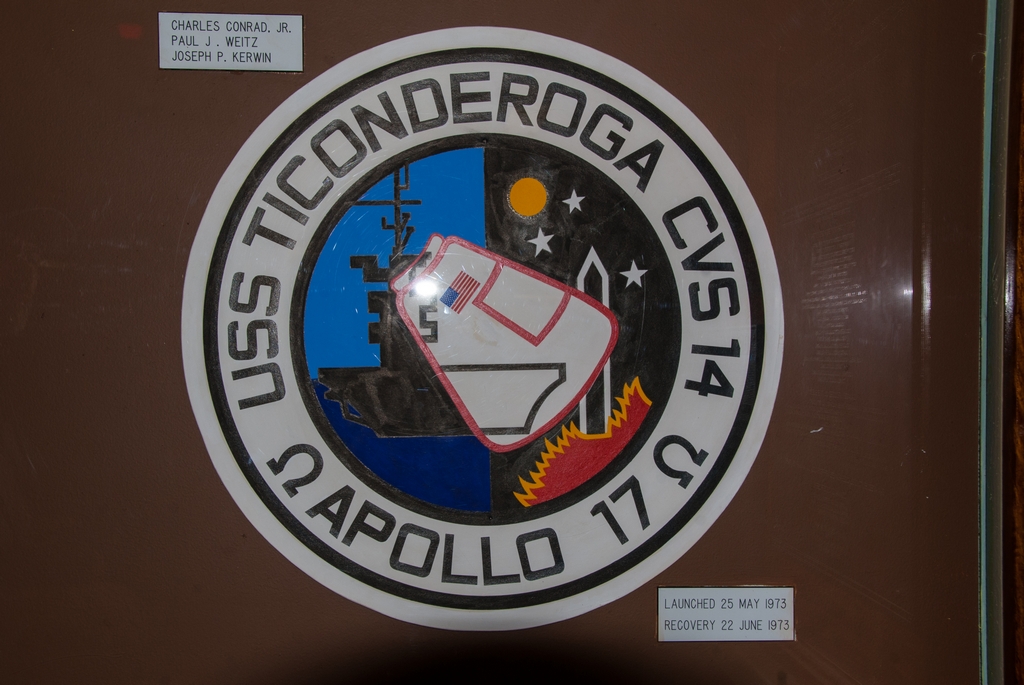 CHARLES CONRAD, JR.
PAUL J. WEITZ
JOSEPH P. KERWIN
USS TICONDEROGA CVS 14
Ω APOLLO 17 Ω
LAUNCHED 25 MAY 1973
RECOVERY 22 JUNE 1973